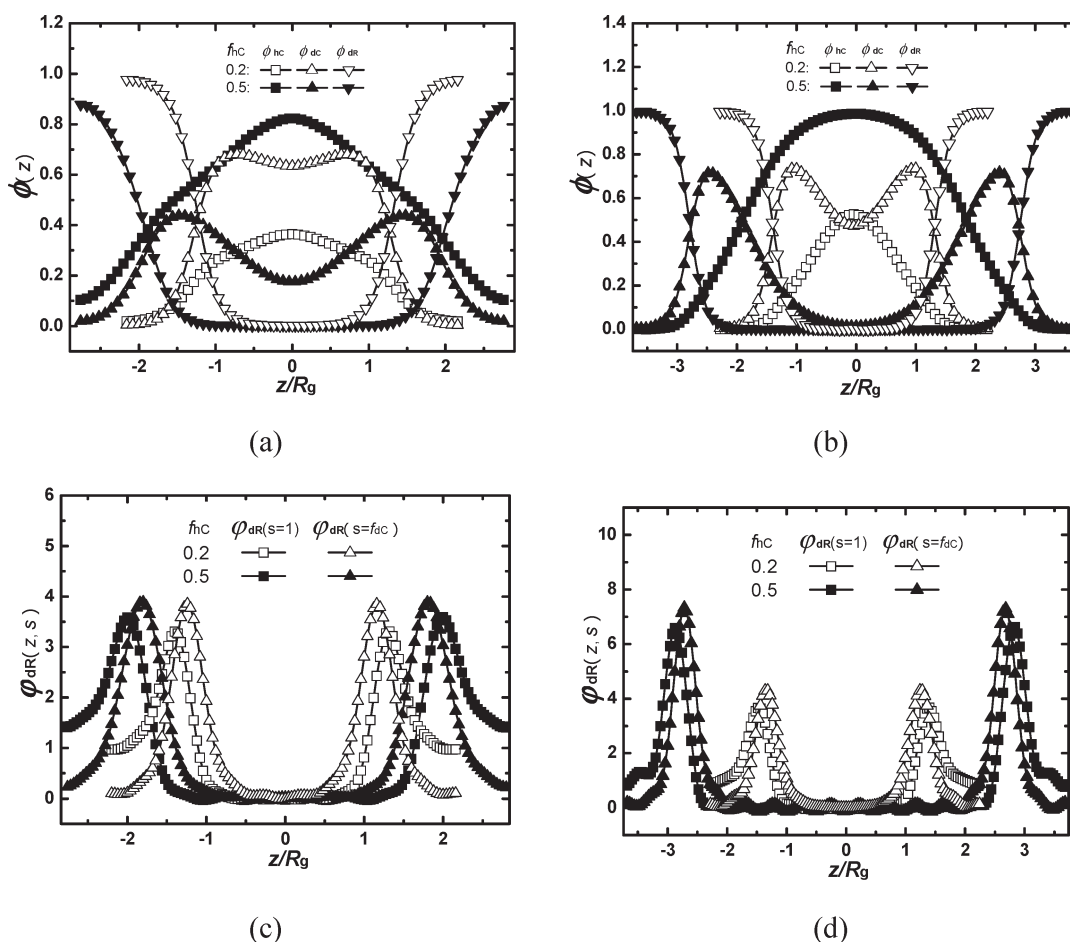 1.2
1.0
0.8
0.6
0.4
0.2
0.0
ϕ(z)
fhC ϕhC ϕdC ϕdR
0.2:
0.5:
-2 -1 0 1 2
z/Rg
(a)
1.4
1.2
1.0
0.8
0.6
0.4
0.2
0.0
ϕ(z)
fhC ϕhc ϕdc ϕdR
0.2:
0.5:
-3 -2 -1 0 1 2 3
z/Rg
(b)
6
5
4
3
2
1
0
φdR(z, s)
fhC φdR(s=1) φdR(s=fdC)
0.2
0.5
-2 -1 0 1 2
z/Rg
(c)
10
8
6
4
2
0
φdR(z, s)
fhC φdR(s=1) φdR(s=fdC)
0.2
0.5
-3 -2 -1 0 1 2 3
z/Rg
(d)